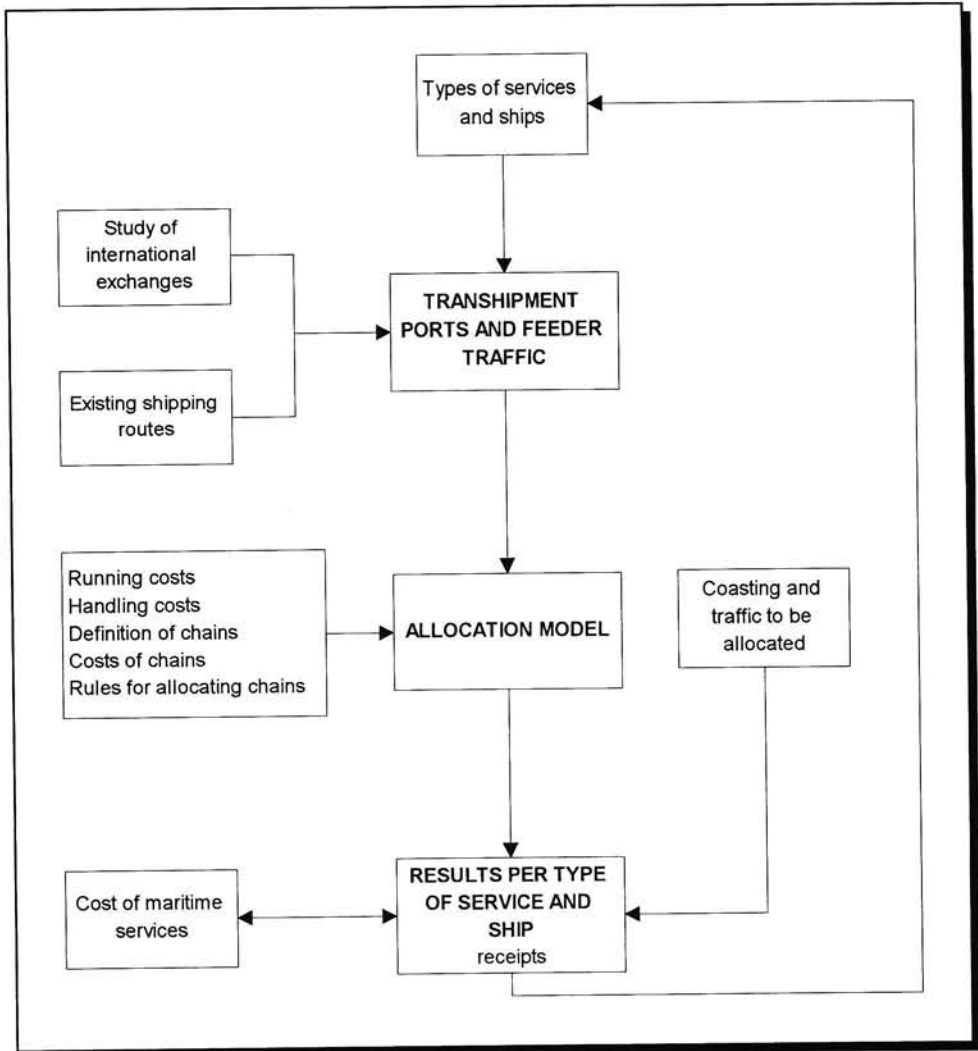 Types of services
and ships
Study of
international
exchanges
TRANSHIPMENT
PORTS AND FEEDER
TRAFFIC
Existing shipping
routes
Running costs
Handling costs
Definition of chains
Costs of chains
Rules for allocating chains
ALLOCATION MODEL
Coasting and
traffic to be
allocated
Cost of maritime
services
RESULTS PER TYPE
OF SERVICE AND
SHIP
receipts